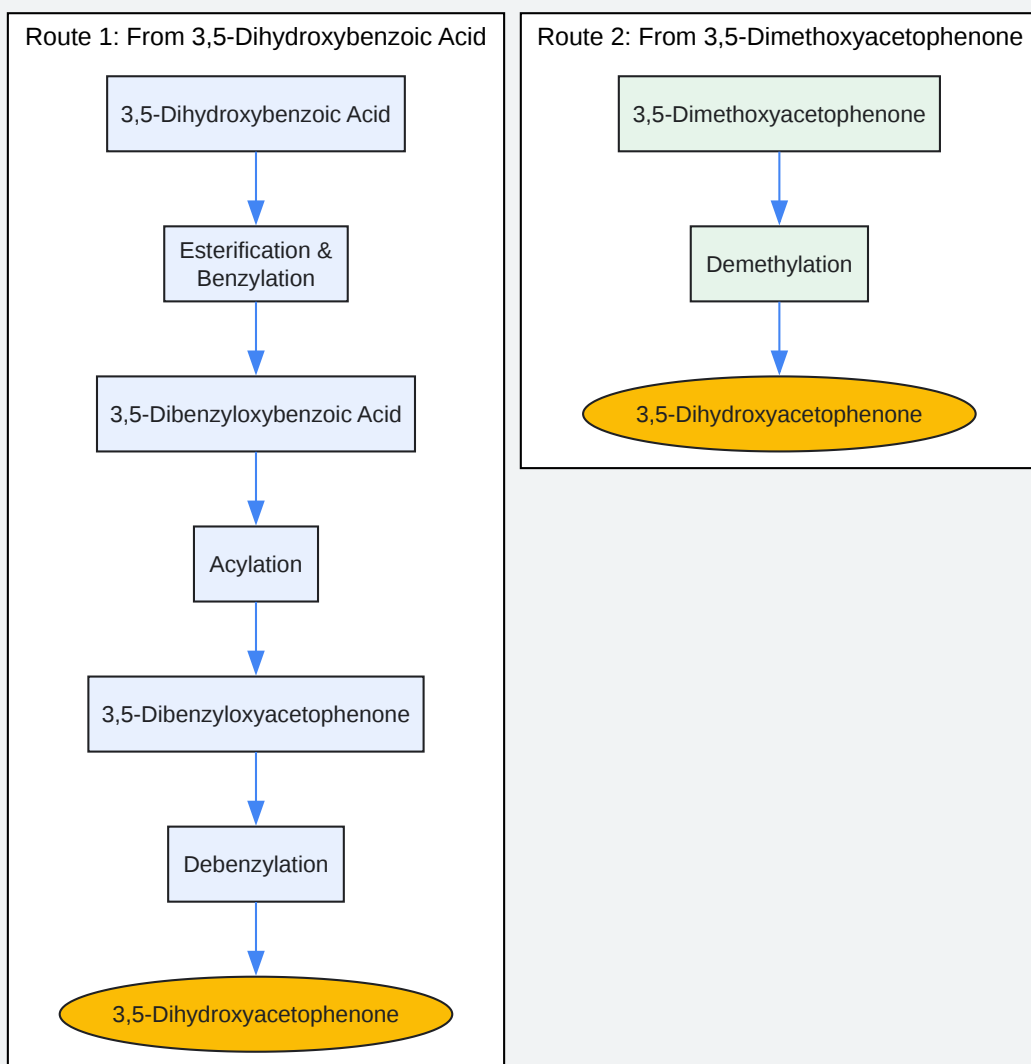 Route 1: From 3,5-Dihydroxybenzoic Acid
3,5-Dihydroxybenzoic Acid
Esterification &
Benzylation
3,5-Dibenzyloxybenzoic Acid
Acylation
3,5-Dibenzyloxyacetophenone
Debenzylation
3,5-Dihydroxyacetophenone
Route 2: From 3,5-Dimethoxyacetophenone
3,5-Dimethoxyacetophenone
Demethylation
3,5-Dihydroxyacetophenone